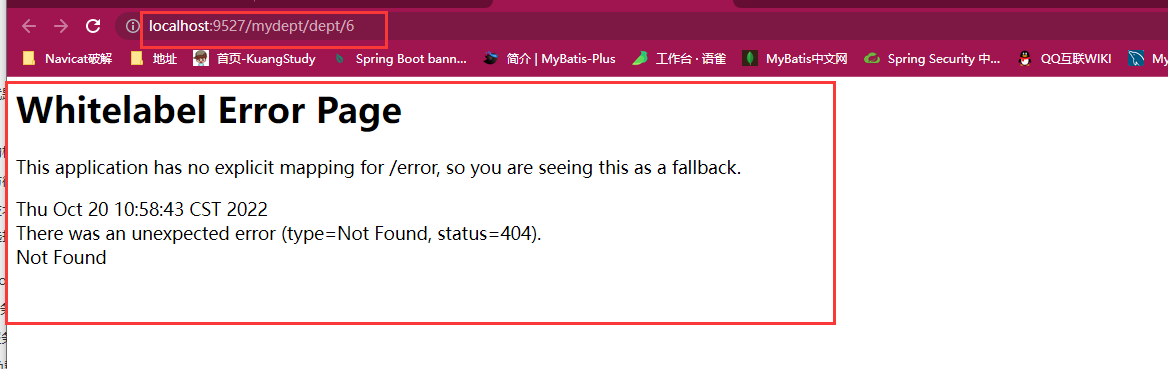 localhost:9527/mydept/dept/6
Navicat破解 地址 首页-KuangStudy Spring Boot bann... 简介 | MyBatis-Plus 工作台 · 语雀 MyBatis中文网 Spring Security 中... QQ互联WIKI My
Whitelabel Error Page
This application has no explicit mapping for /error, so you are seeing this as a fallback.
Thu Oct 20 10:58:43 CST 2022
There was an unexpected error (type=Not Found, status=404).
Not Found